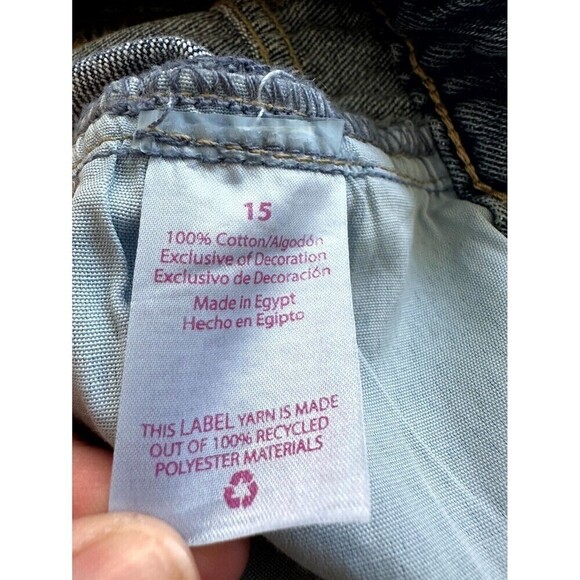 15
100% Cotton/Algodón
Exclusive of Decoration
Exclusivo de Decoración
Made in Egypt
Hecho en Egipto
THIS LABEL YARN IS MADE
OUT OF 100% RECYCLED
POLYESTER MATERIALS